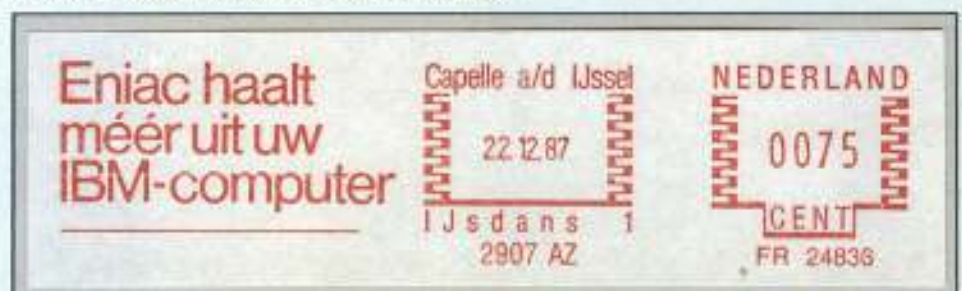 Eniac haalt
méér uit uw
IBM-computer
Capelle a/d IJssel
22.12.87
IJsdans 1
2907 AZ
NEDERLAND
0075
CENT
FR 24836